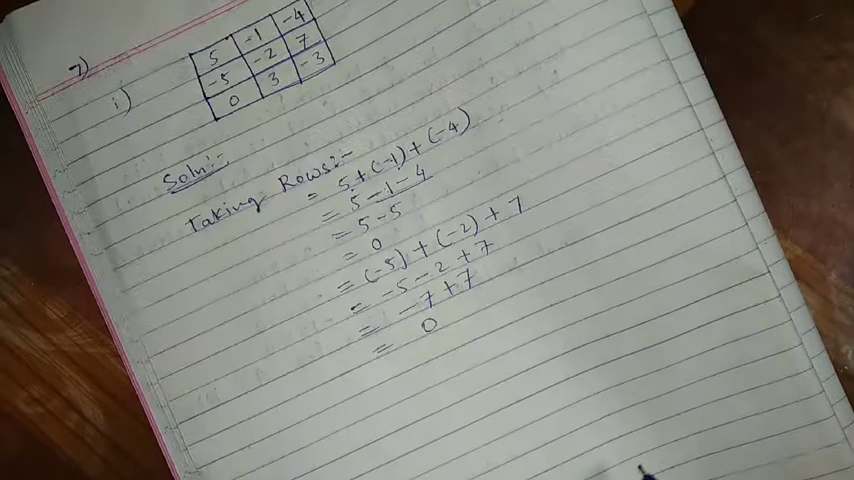 7)
i)
5 -1 -4
-5 -2 7
0 3 -3
Soln:-
Taking Rows:-
= 5 + (-1) + (-4)
= 5 - 1 - 4
= 5 - 5
= 0
= (-5) + (-2) + 7
= -5 - 2 + 7
= -7 + 7
= 0